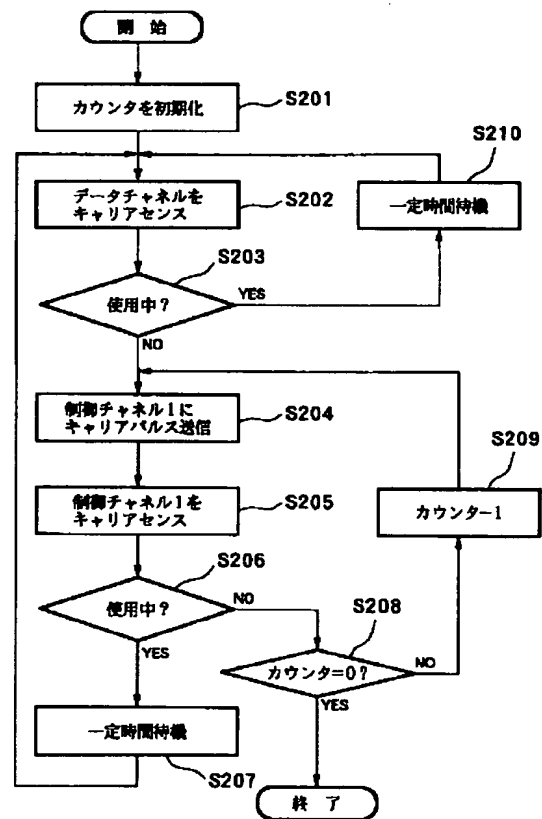 開 始
カウンタを初期化
S201
S210
データチャネルを
キャリアセンス
S202
一定時間待機
S203
使用中?
YES
NO
制御チャネル1に
キャリアパルス送信
S204
S209
制御チャネル1を
キャリアセンス
S205
カウンター1
S206
使用中?
NO
S208
YES
カウンタ=0?
NO
YES
一定時間待機
S207
終 了